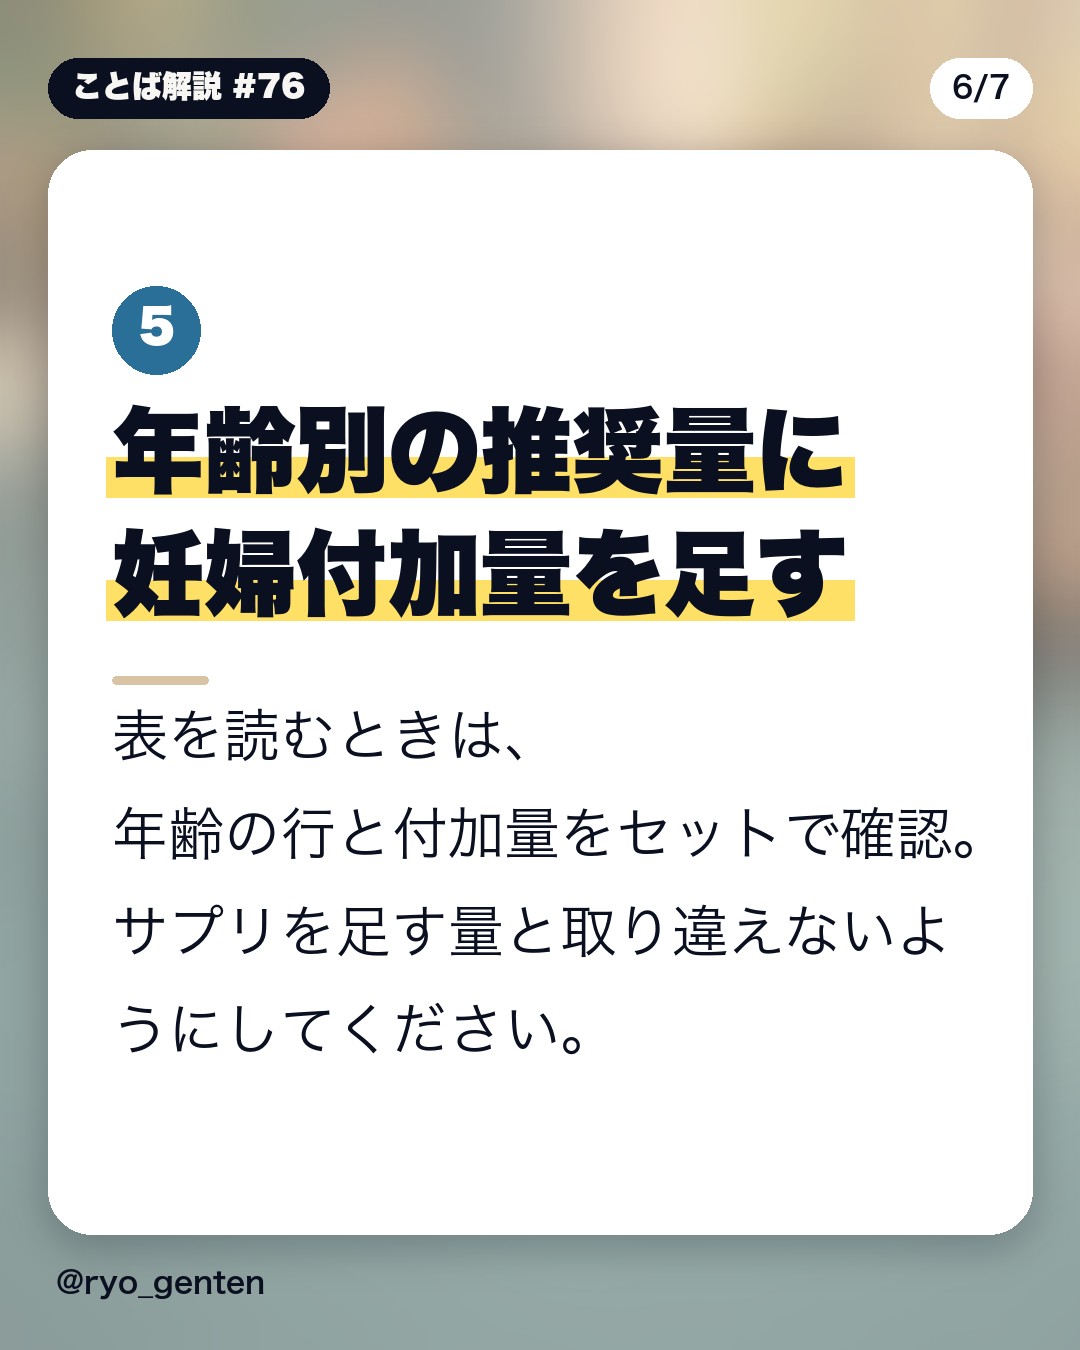 ことば解説 #76
6/7
5
年齢別の推奨量に
妊婦付加量を足す
表を読むときは、
年齢の行と付加量をセットで確認。
サプリを足す量と取り違えないよ
うにしてください。
@ryo_genten